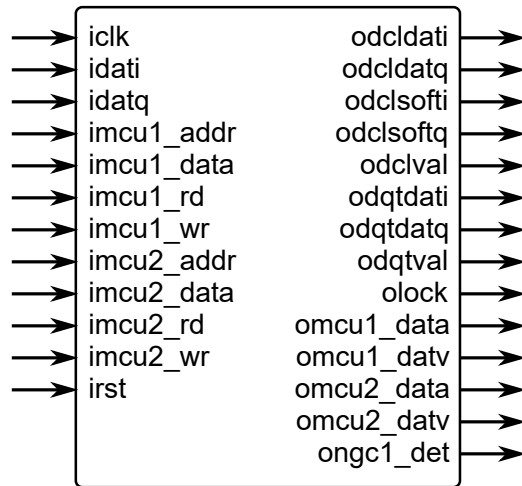 iclk
idati
idatq
imcu1_addr
imcu1_data
imcu1_rd
imcu1_wr
imcu2_addr
imcu2_data
imcu2_rd
imcu2_wr
irst
odcldati
odcldatq
odclsofti
odclsoftq
odclval
odqtdati
odqtdatq
odqtval
olock
omcu1_data
omcu1_datv
omcu2_data
omcu2_datv
ongc1_det